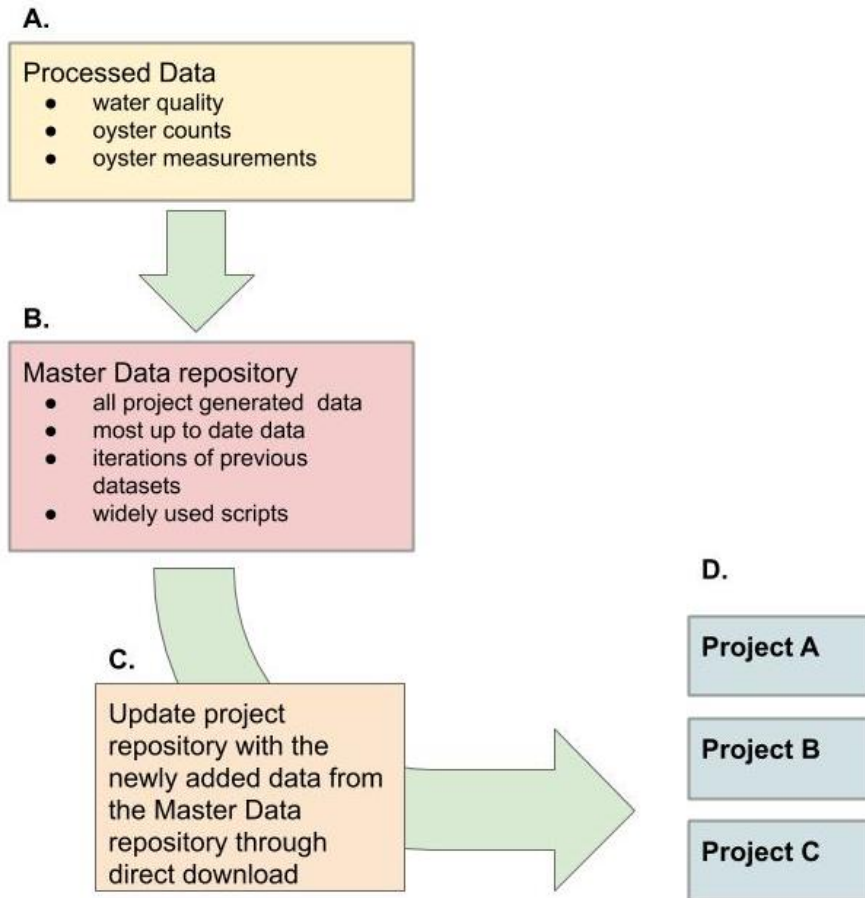 A.
Processed Data
● water quality
● oyster counts
● oyster measurements
B.
Master Data repository
● all project generated data
● most up to date data
● iterations of previous
datasets
● widely used scripts
C.
Update project
repository with the
newly added data from
the Master Data
repository through
direct download
D.
Project A
Project B
Project C